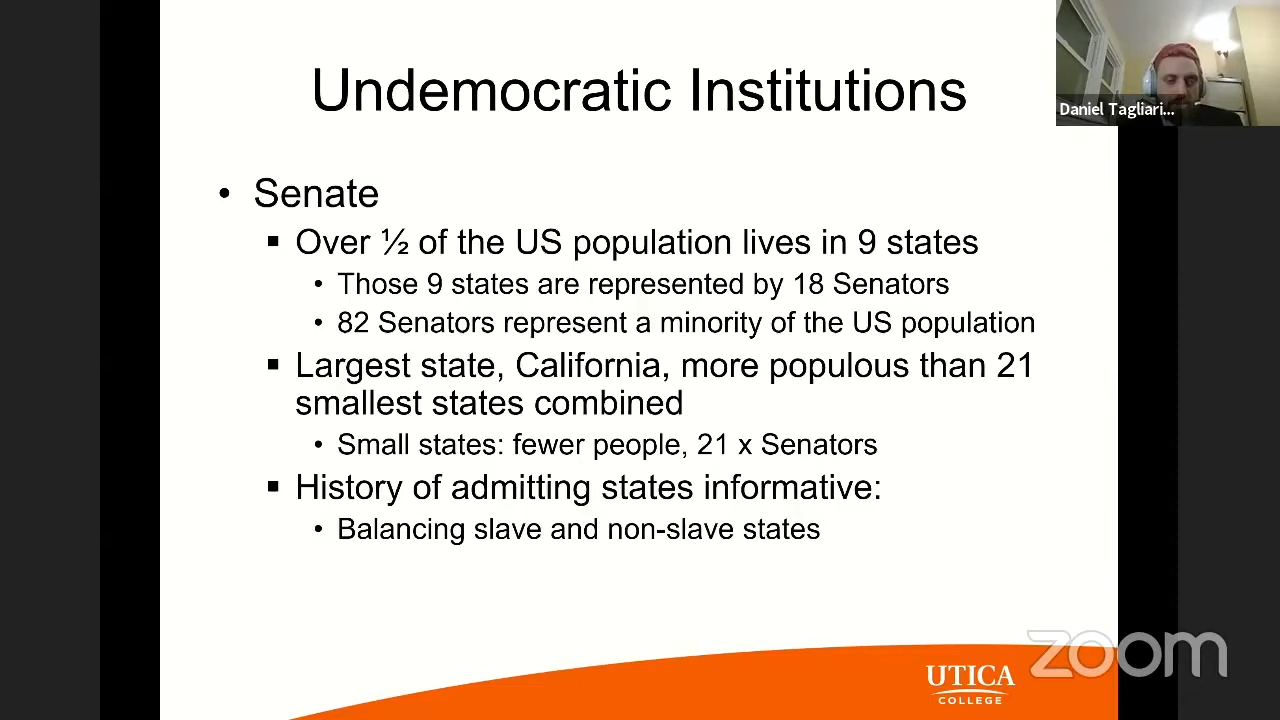 Undemocratic Institutions
Daniel Tagliari...
• Senate
▪ Over ½ of the US population lives in 9 states
• Those 9 states are represented by 18 Senators
• 82 Senators represent a minority of the US population
▪ Largest state, California, more populous than 21
smallest states combined
• Small states: fewer people, 21 x Senators
▪ History of admitting states informative:
• Balancing slave and non-slave states
zoom
UTICA
COLLEGE